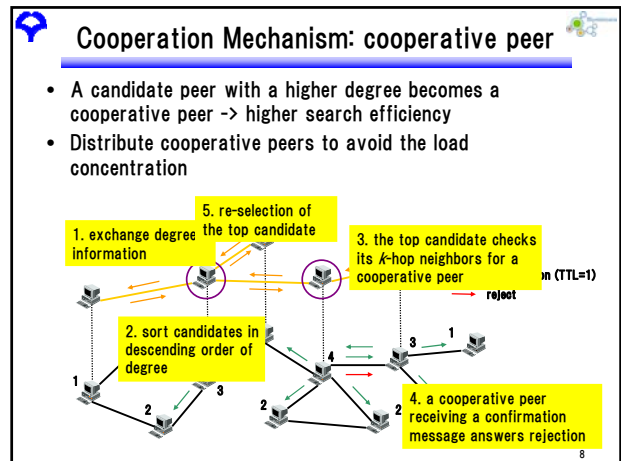 Cooperation Mechanism: cooperative peer
• A candidate peer with a higher degree becomes a
cooperative peer -> higher search efficiency
• Distribute cooperative peers to avoid the load
concentration
1. exchange degree
information
5. re-selection of
the top candidate
3. the top candidate checks
its k-hop neighbors for a
cooperative peer
(TTL=1)
reject
2. sort candidates in
descending order of
degree
4. a cooperative peer
receiving a confirmation
message answers rejection
1
2
3
4
3
1
2
2
8